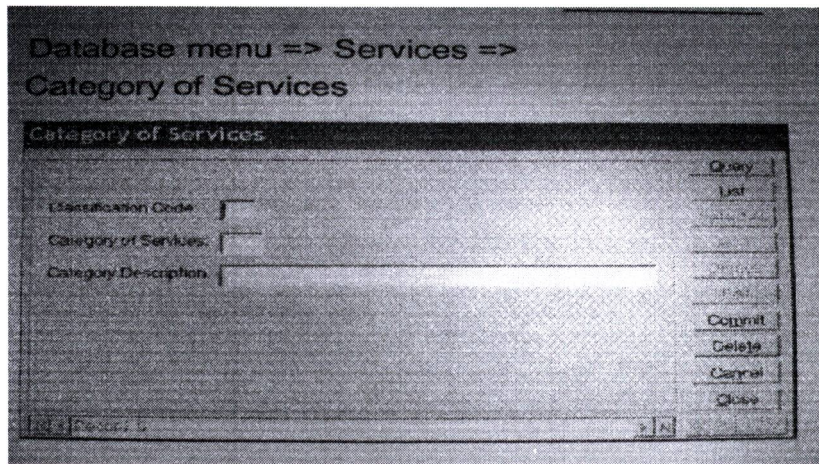 Database menu => Services =>
Category of Services
Category of Services
Query
List
Classification Code
Category of Services:
Category Description
Commit
Delete
Cancel
Close